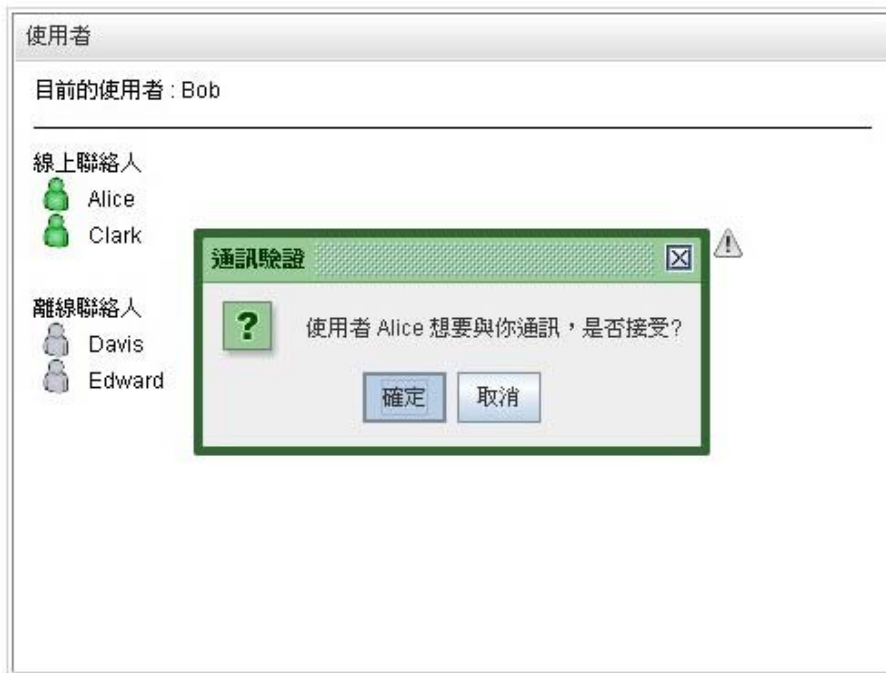 使用者
目前的使用者 : Bob
線上聯絡人
Alice
Clark
離線聯絡人
Davis
Edward
通訊驗證
使用者 Alice 想要與你通訊，是否接受?
確定
取消